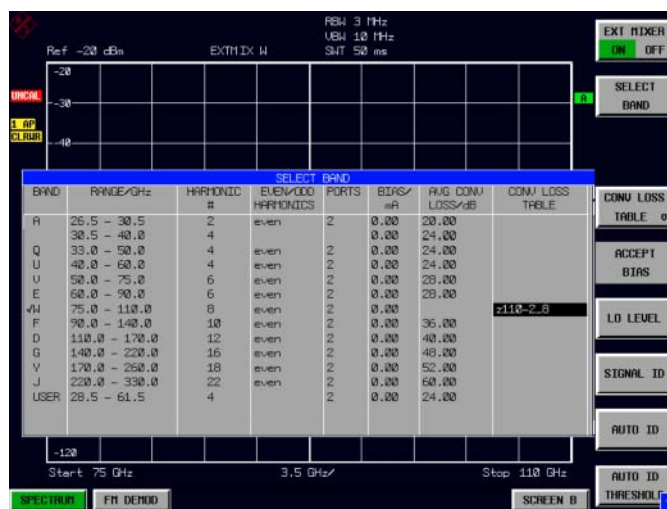 RBW 3 MHz
VBW 10 MHz
Ref -20 dBm EXTMIX W SWT 50 ms
-20
UNCAL
-30
A
1 AP
CLRWR
-40
SELECT BAND
BAND RANGE/GHz HARMONIC # EVEN/ODD HARMONICS PORTS BIAS/mA AVG CONV LOSS/dB CONV LOSS TABLE
A 26.5 - 30.5 2 even 2 0.00 20.00
30.5 - 40.0 4 0.00 24.00
Q 33.0 - 50.0 4 even 2 0.00 24.00
U 40.0 - 60.0 4 even 2 0.00 24.00
V 50.0 - 75.0 6 even 2 0.00 28.00
E 60.0 - 90.0 6 even 2 0.00 28.00
√W 75.0 - 110.0 8 even 2 0.00 z110-2_8
F 90.0 - 140.0 10 even 2 0.00 36.00
D 110.0 - 170.0 12 even 2 0.00 40.00
G 140.0 - 220.0 16 even 2 0.00 48.00
Y 170.0 - 260.0 18 even 2 0.00 52.00
J 220.0 - 330.0 22 even 2 0.00 60.00
USER 28.5 - 61.5 4 even 2 0.00 24.00
-120
Start 75 GHz 3.5 GHz/ Stop 110 GHz
SPECTRUM FM DEMOD SCREEN B
EXT MIXER
ON OFF
SELECT
BAND
CONV LOSS
TABLE
ACCEPT
BIAS
LO LEVEL
SIGNAL ID
AUTO ID
AUTO ID
THRESHOLD